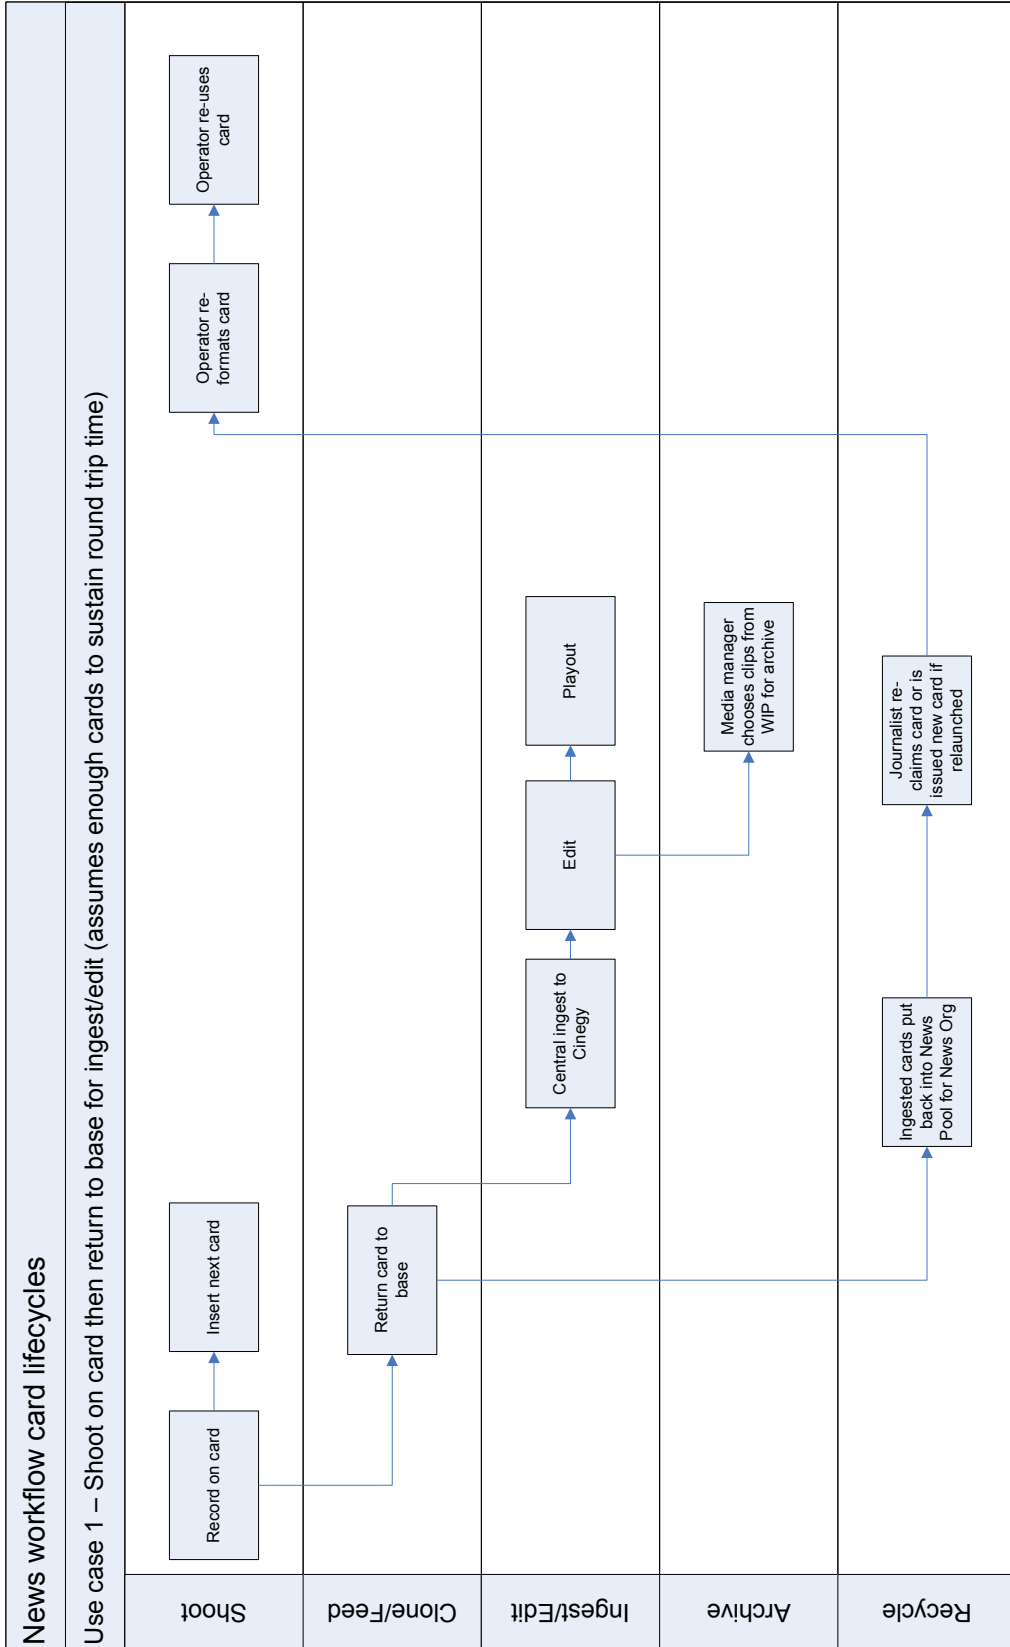 News workflow card lifecycles
Use case 1 – Shoot on card then return to base for ingest/edit (assumes enough cards to sustain round trip time)
Shoot
Record on card
Insert next card
Operator re-
formats card
Operator re-uses
card
Clone/Feed
Return card to
base
Ingest/Edit
Central ingest to
Cinegy
Edit
Playout
Archive
Media manager
chooses clips from
WIP for archive
Recycle
Ingested cards put
back into News
Pool for News Org
Journalist re-
claims card or is
issued new card if
relaunched